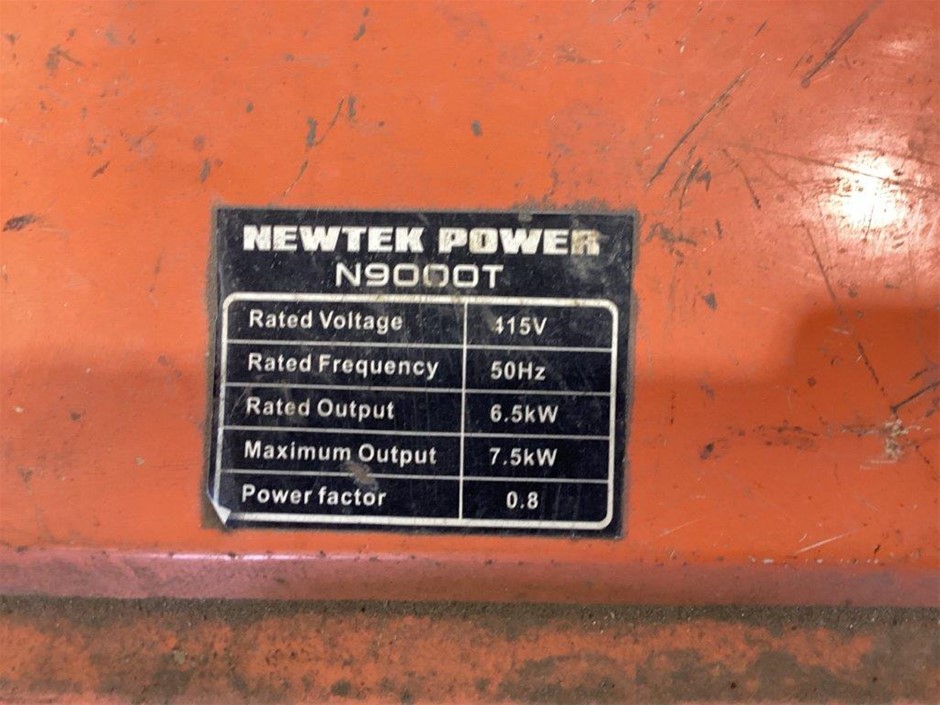 NEWTEK POWER
N9000T
Rated Voltage 415V
Rated Frequency 50Hz
Rated Output 6.5kW
Maximum Output 7.5kW
Power factor 0.8